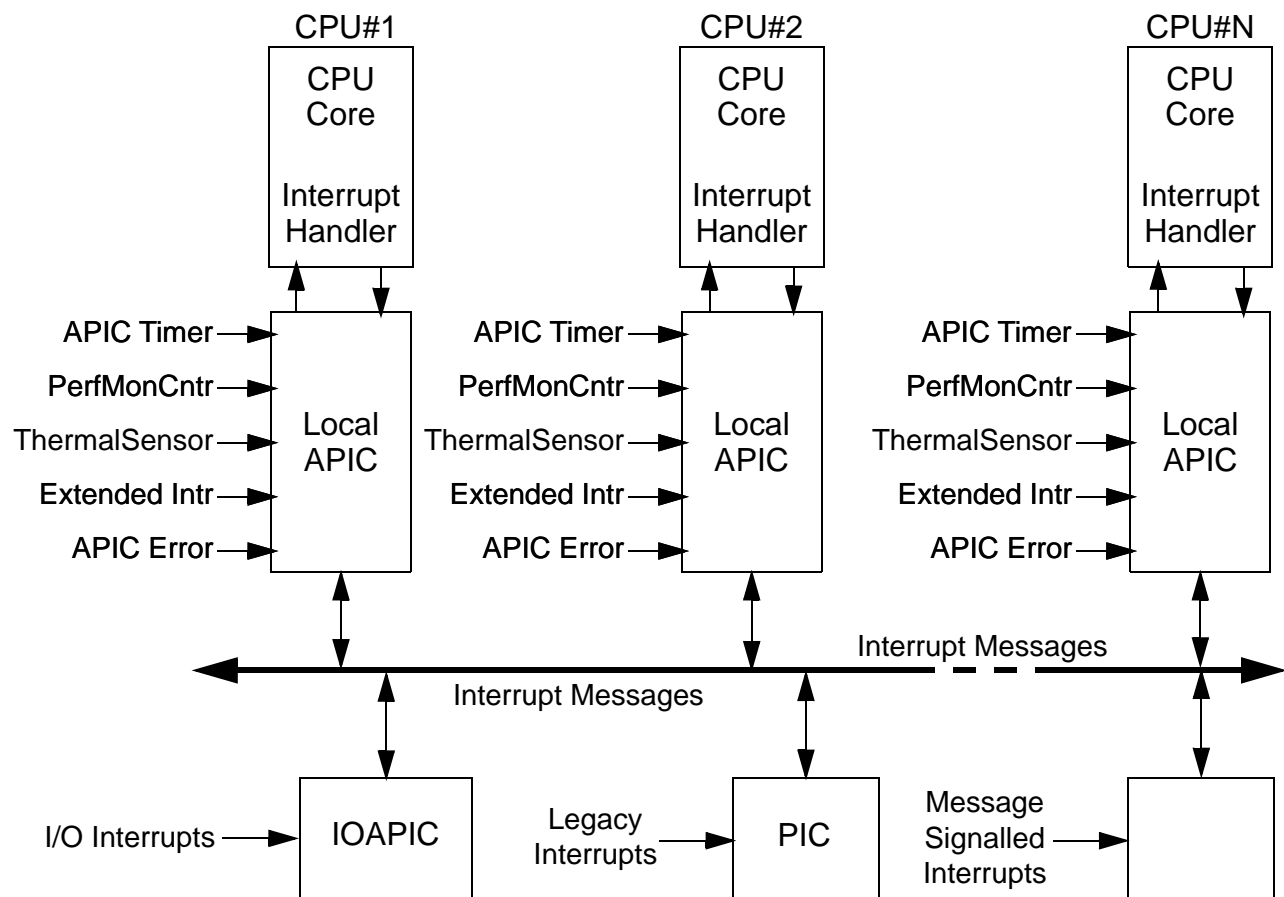 CPU#1
CPU#2
CPU#N
CPU
Core
Interrupt
Handler
CPU
Core
Interrupt
Handler
CPU
Core
Interrupt
Handler
APIC Timer
PerfMonCntr
ThermalSensor
Extended Intr
APIC Error
Local
APIC
APIC Timer
PerfMonCntr
ThermalSensor
Extended Intr
APIC Error
Local
APIC
APIC Timer
PerfMonCntr
ThermalSensor
Extended Intr
APIC Error
Local
APIC
Interrupt Messages
Interrupt Messages
I/O Interrupts
IOAPIC
Legacy
Interrupts
PIC
Message
Signalled
Interrupts